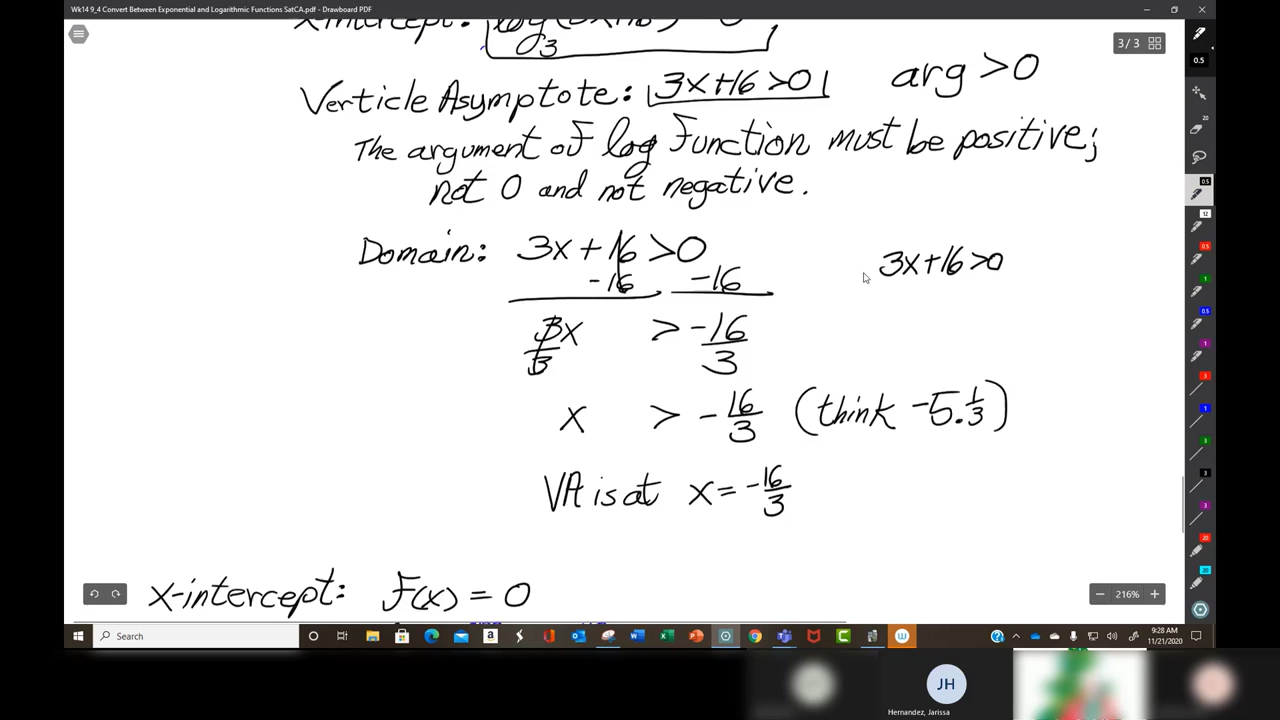 Wk14 9_4 Convert Between Exponential and Logarithmic Functions SatCA.pdf - Drawboard PDF
3 / 3
x-intercept: log
3
Verticle Asymptote: 3x+16>0 arg >0
The argument of log Function must be positive;
not 0 and not negative.
Domain: 3x + 16 >0 3x+16>0
-16 -16
3x > -16
3 3
x > -16/3 (think -5.1/3)
VA is at x = -16/3
x-intercept: F(x) = 0
216%
Search
9:28 AM
11/21/2020
JH
Hernandez, Jarissa